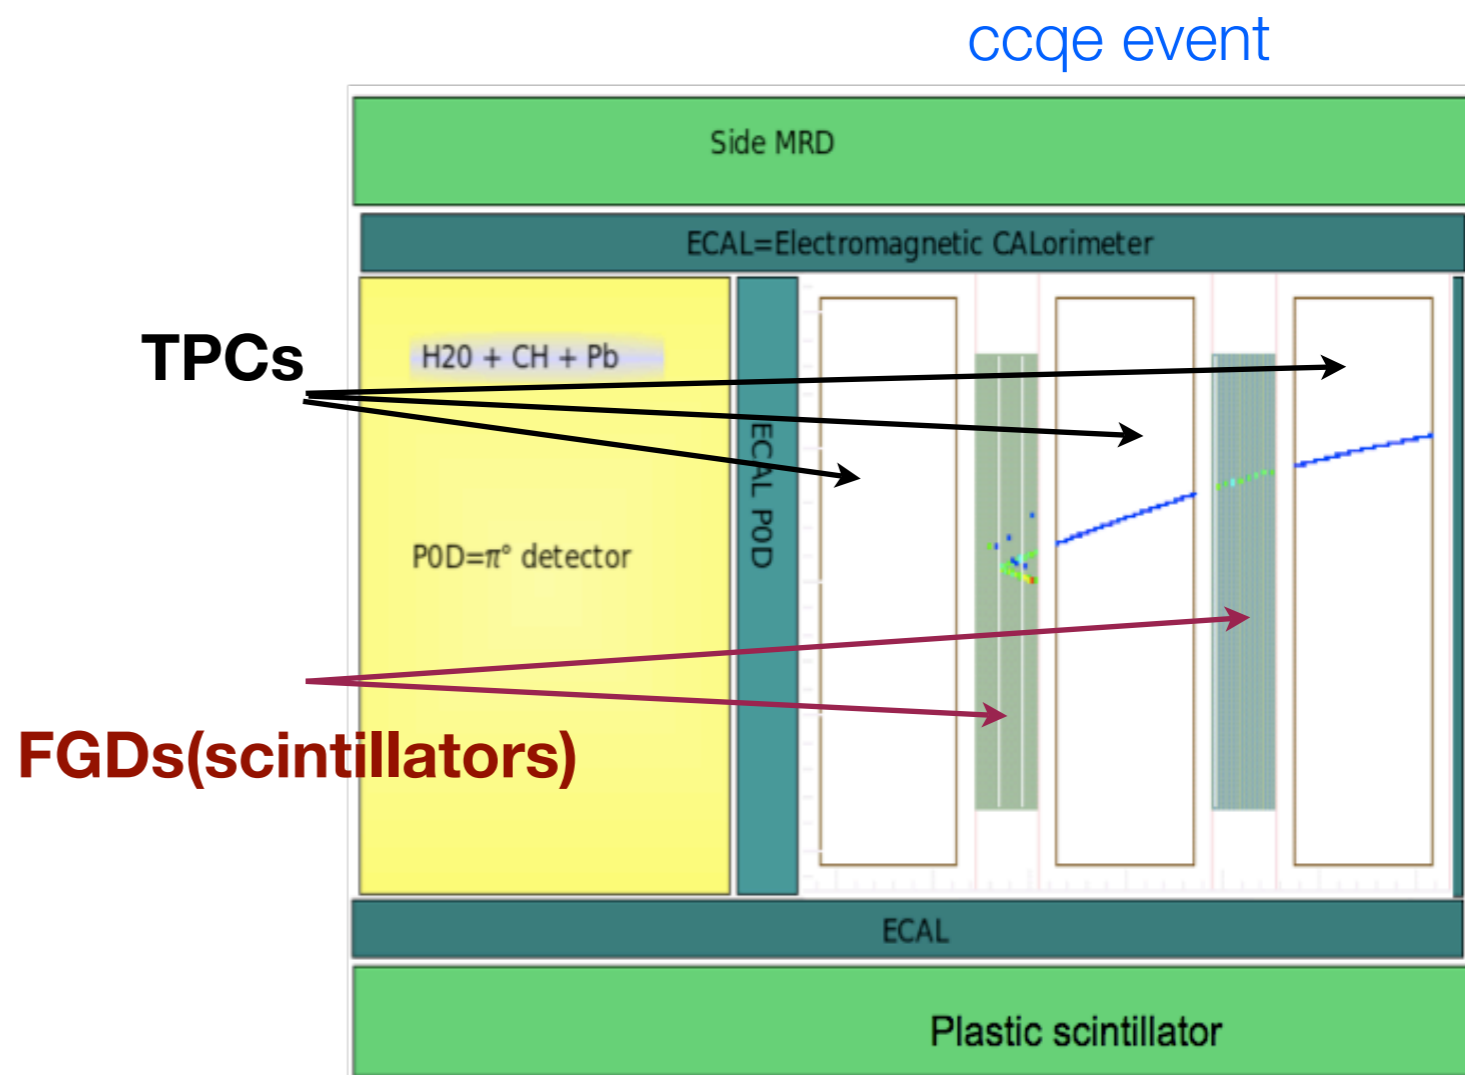 ccqe event
Side MRD
ECAL=Electromagnetic CALorimeter
TPCs
H20 + CH + Pb
ECAL P0D
P0D=π° detector
FGDs(scintillators)
ECAL
Plastic scintillator